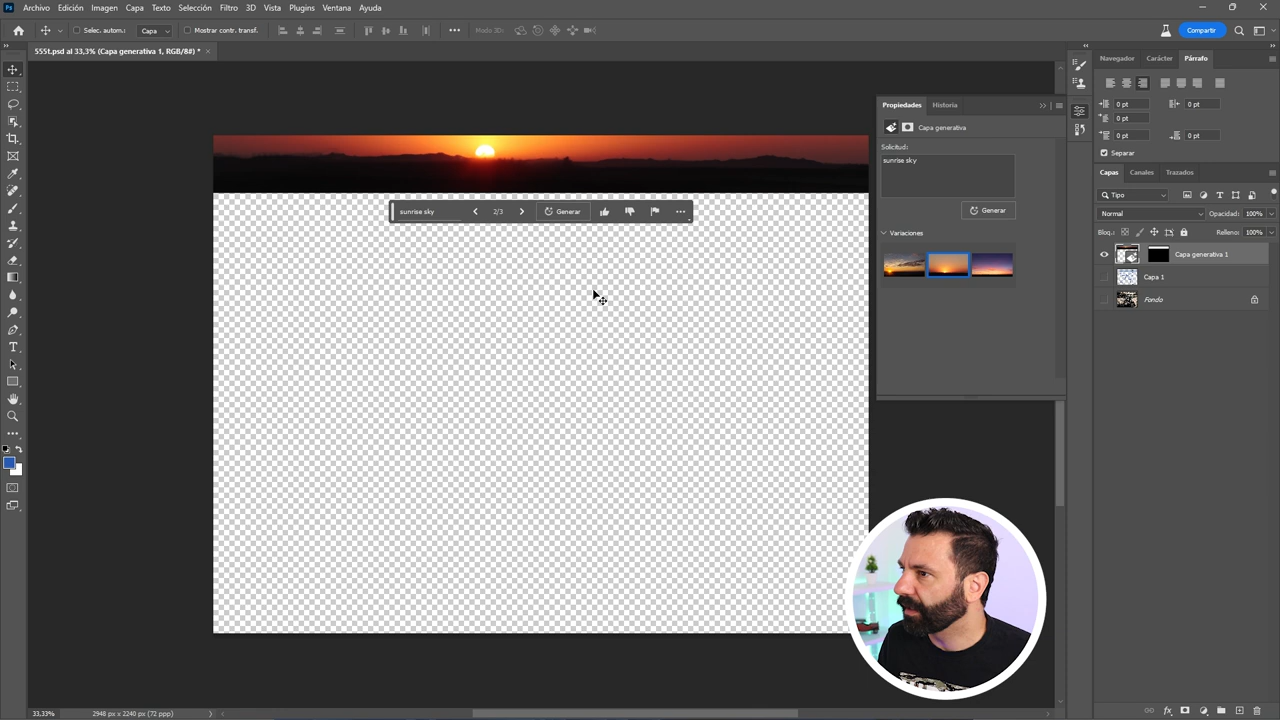 Ps Archivo Edición Imagen Capa Texto Selección Filtro 3D Vista Plugins Ventana Ayuda
Selec. autom.: Capa Mostrar contr. transf. Modo 3D: Compartir
555t.psd al 33,3% (Capa generativa 1, RGB/8#) *
Navegador Carácter Párrafo
0 pt 0 pt
0 pt
0 pt 0 pt
Separar
Propiedades Historia
Capa generativa
Solicitud:
sunrise sky
Generar
Variaciones
Capas Canales Trazados
Tipo
Normal Opacidad: 100%
Bloq.: Relleno: 100%
Capa generativa 1
Capa 1
Fondo
sunrise sky 2/3 Generar
33,33% 2948 px x 2240 px (72 ppp)